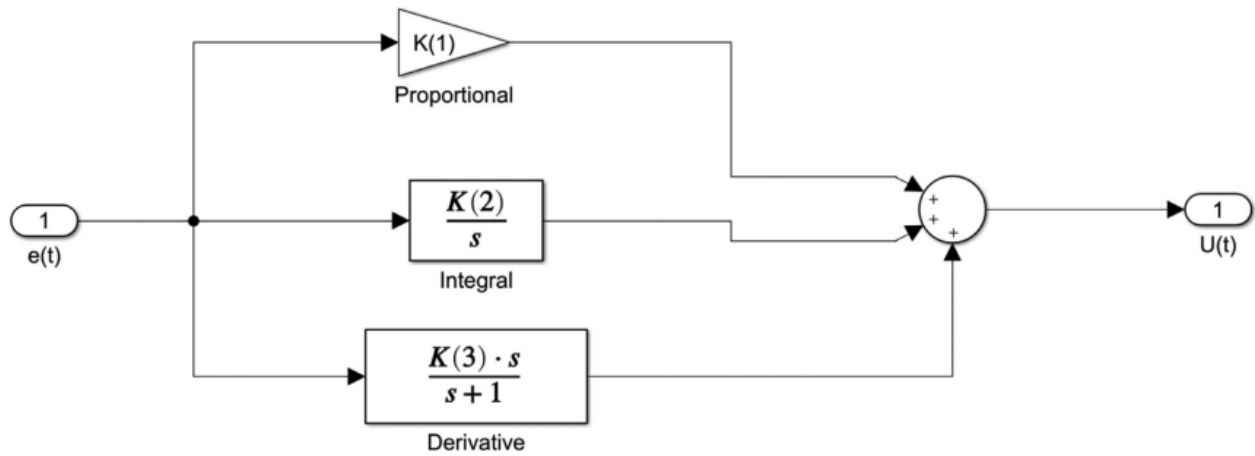 K(1)
Proportional
1
e(t)
K(2)
s
Integral
K(3) · s
s + 1
Derivative
+
+
+
1
U(t)